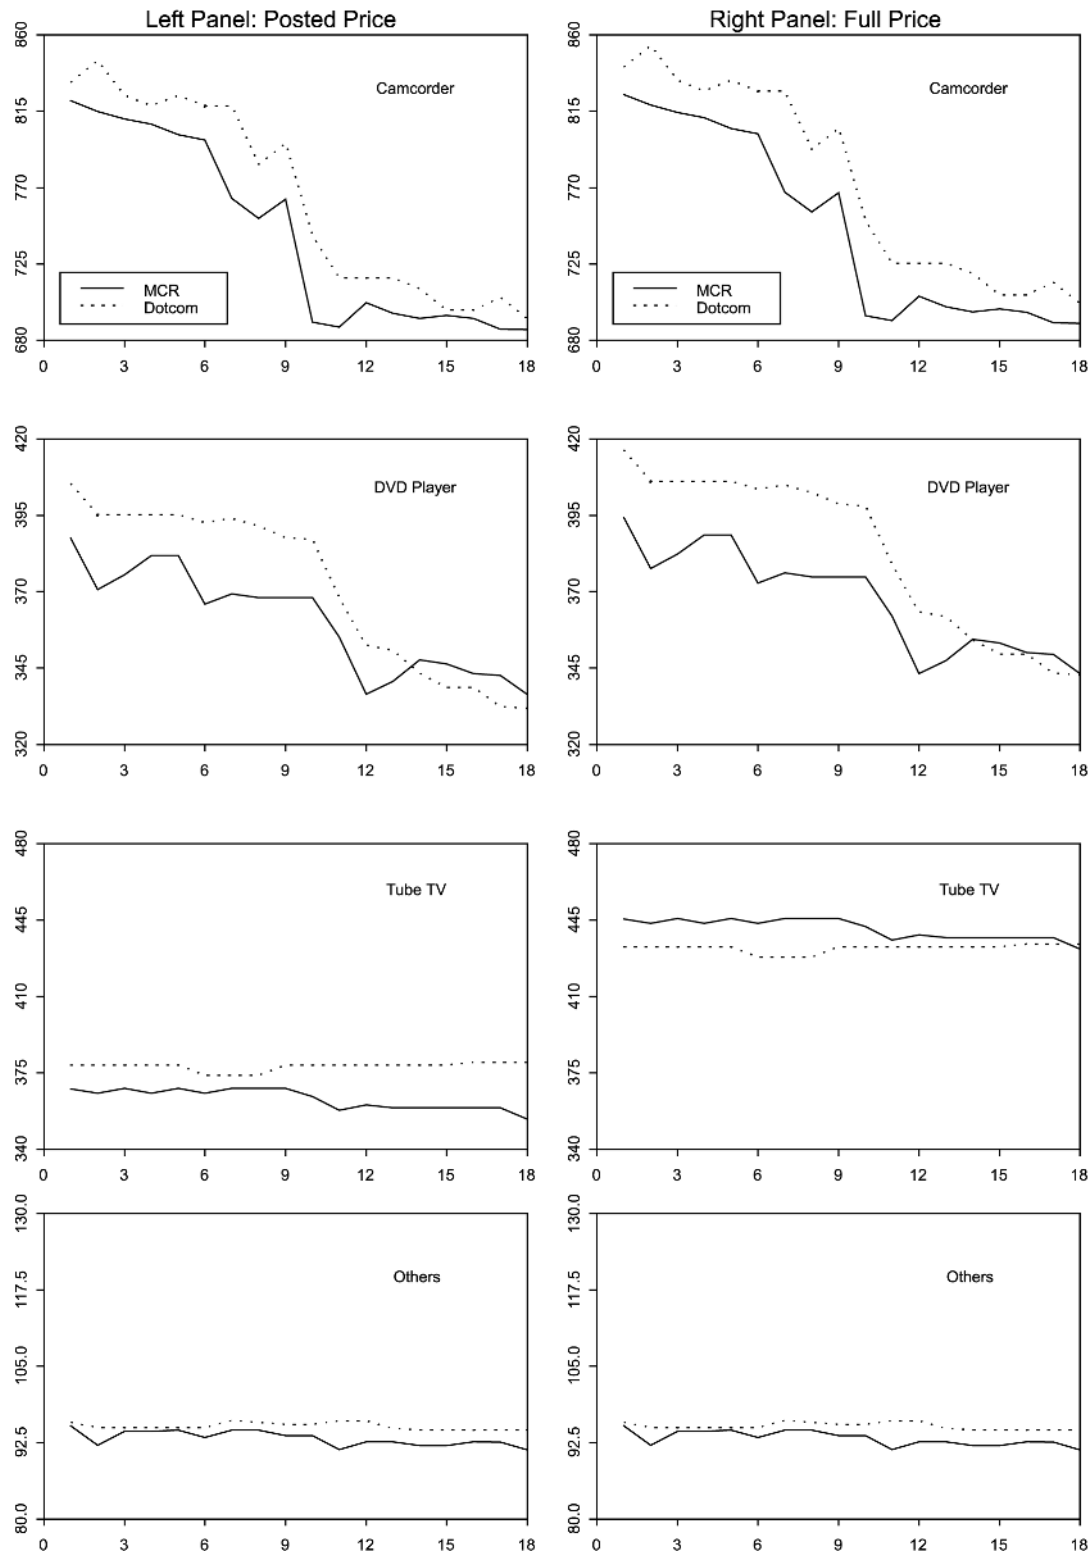 Left Panel: Posted Price
Right Panel: Full Price
860
815
770
725
680
Camcorder
MCR
Dotcom
0 3 6 9 12 15 18
860
815
770
725
680
Camcorder
MCR
Dotcom
0 3 6 9 12 15 18
420
395
370
345
320
DVD Player
0 3 6 9 12 15 18
420
395
370
345
320
DVD Player
0 3 6 9 12 15 18
480
445
410
375
340
Tube TV
0 3 6 9 12 15 18
480
445
410
375
340
Tube TV
0 3 6 9 12 15 18
130.0
117.5
105.0
92.5
80.0
Others
0 3 6 9 12 15 18
130.0
117.5
105.0
92.5
80.0
Others
0 3 6 9 12 15 18